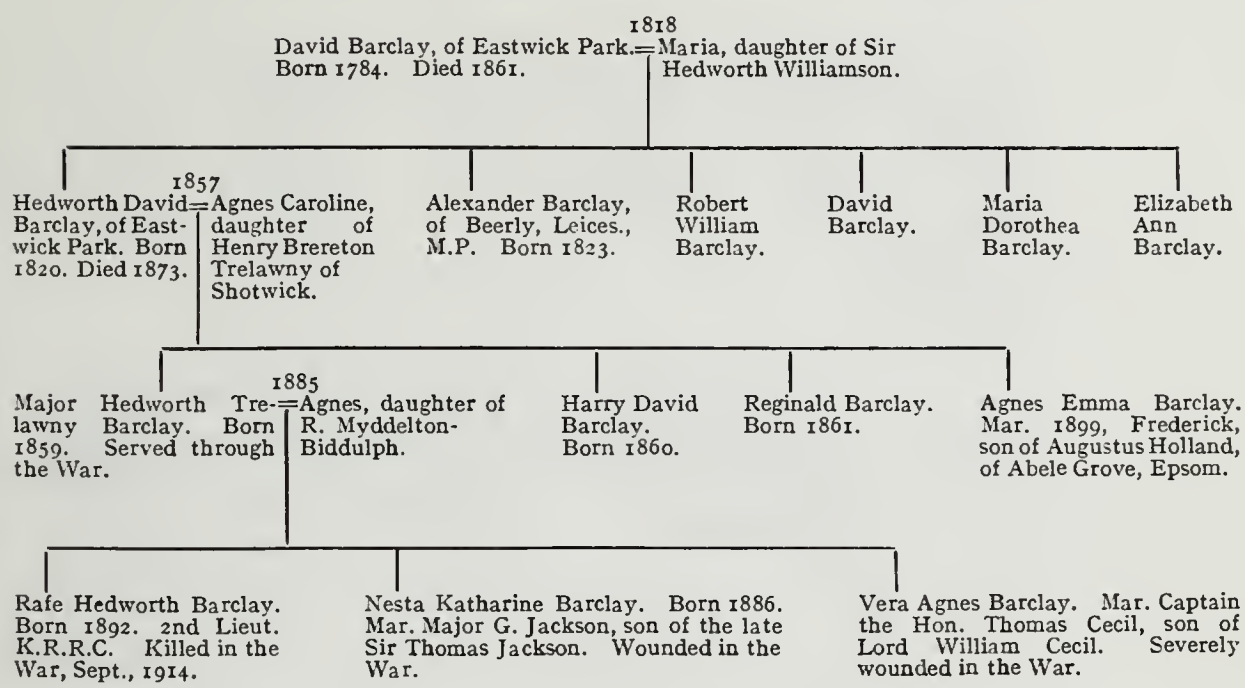 1818
David Barclay, of Eastwick Park.=Maria, daughter of Sir
Born 1784. Died 1861.
Hedworth Williamson.
1857
Hedworth David=Agnes Caroline,
Barclay, of East-
wick Park. Born
1820. Died 1873.
daughter of
Henry Brereton
Trelawny of
Shotwick.
Alexander Barclay,
of Beerly, Leices.,
M.P. Born 1823.
Robert
William
Barclay.
David
Barclay.
Maria
Dorothea
Barclay.
Elizabeth
Ann
Barclay.
1885
Major Hedworth Tre-=Agnes, daughter of
lawny Barclay. Born
1859. Served through
the War.
R. Myddelton-
Biddulph.
Harry David
Barclay.
Born 1860.
Reginald Barclay.
Born 1861.
Agnes Emma Barclay.
Mar. 1899, Frederick,
son of Augustus Holland,
of Abele Grove, Epsom.
Rafe Hedworth Barclay.
Born 1892. 2nd Lieut.
K.R.R.C. Killed in the
War, Sept., 1914.
Nesta Katharine Barclay. Born 1886.
Mar. Major G. Jackson, son of the late
Sir Thomas Jackson. Wounded in the
War.
Vera Agnes Barclay. Mar. Captain
the Hon. Thomas Cecil, son of
Lord William Cecil. Severely
wounded in the War.